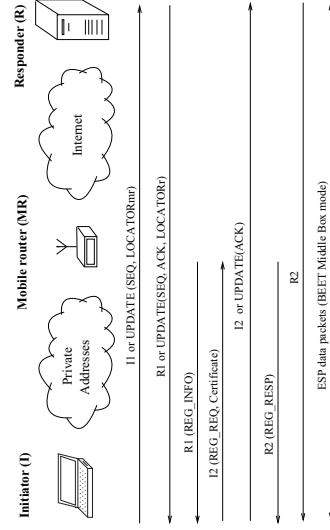 Initiator (I)
Mobile router (MR)
Responder (R)
Private
Addresses
Internet
I1 or UPDATE (SEQ, LOCATORmr)
R1 or UPDATE(SEQ, ACK, LOCATORr)
R1 (REG_INFO)
I2 (REG_REQ, Certificate)
I2  or UPDATE(ACK)
R2 (REG_RESP)
R2
ESP data packets (BEET Middle Box mode)